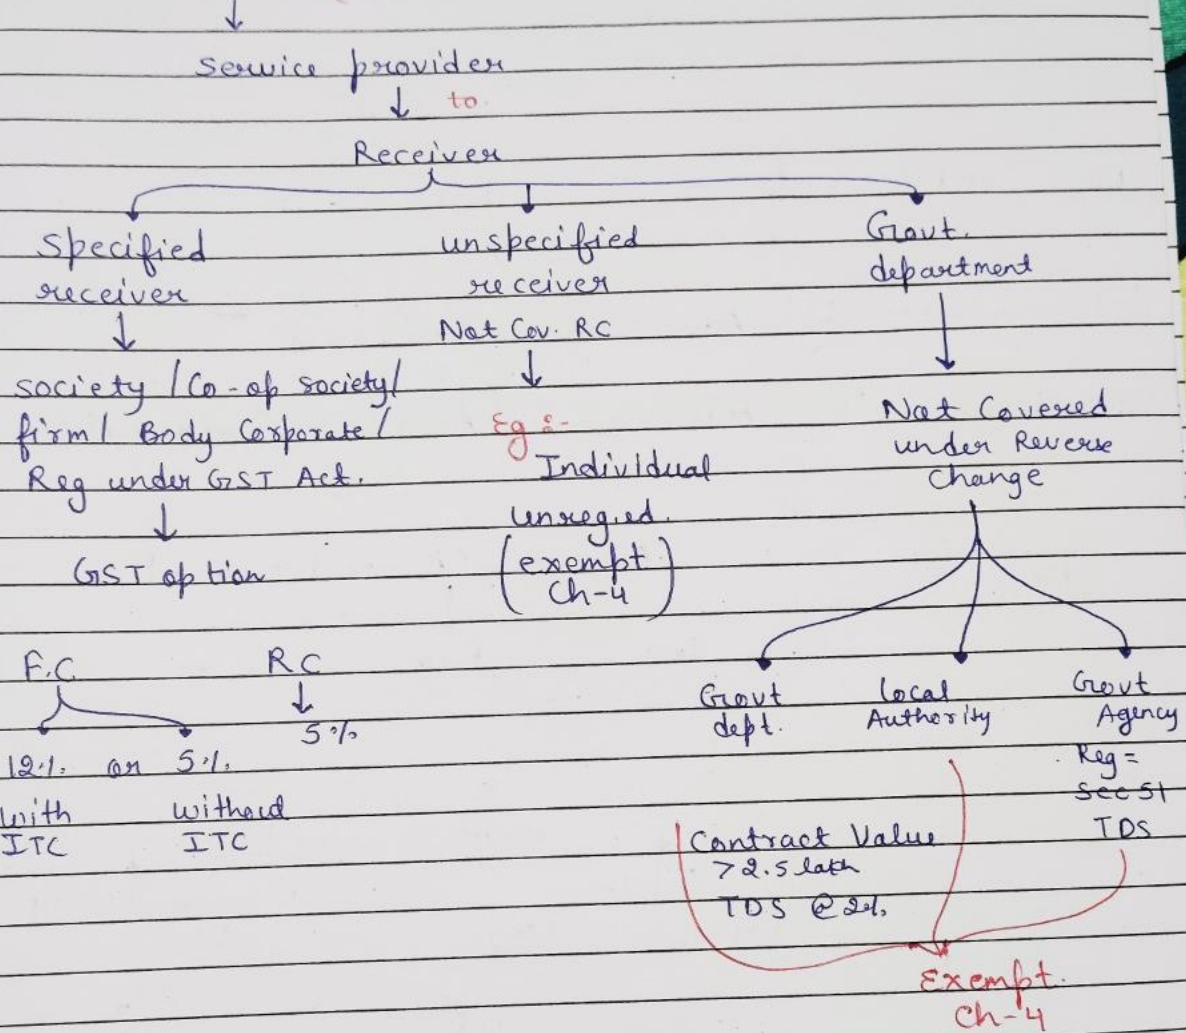 Service provider
to
Receiver
Specified
receiver
unspecified
receiver
Govt.
department
Not Cov. RC
society / Co-op society/
firm/ Body Corporate/
Reg under GST Act.
Eg :-
Individual
unregied.
(exempt
Ch-4)
Not Covered
under Reverse
Change
GST option
F.C
RC
5%
12%. or 5%.
with
ITC
without
ITC
Govt
dept.
local
Authority
Govt
Agency
Reg =
Sec 51
TDS
Contract Value
>2.5 lakh
TDS @2%
Exempt.
Ch-4